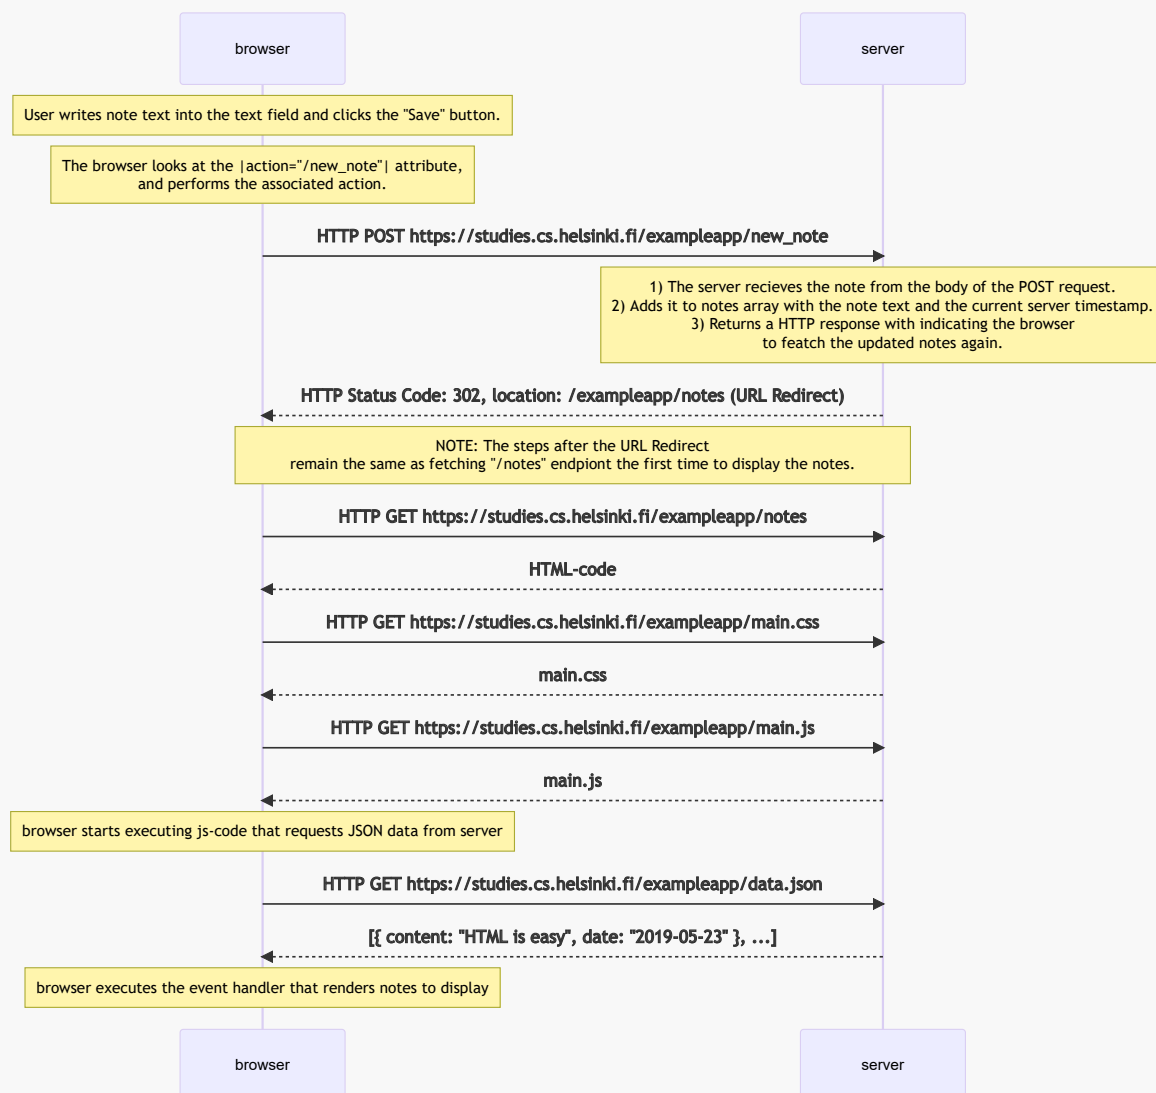 browser
server
User writes note text into the text field and clicks the "Save" button.
The browser looks at the |action="/new_note"| attribute,
and performs the associated action.
HTTP POST https://studies.cs.helsinki.fi/exampleapp/new_note
1) The server recieves the note from the body of the POST request.
2) Adds it to notes array with the note text and the current server timestamp.
3) Returns a HTTP response with indicating the browser
to featch the updated notes again.
HTTP Status Code: 302, location: /exampleapp/notes (URL Redirect)
NOTE: The steps after the URL Redirect
remain the same as fetching "/notes" endpiont the first time to display the notes.
HTTP GET https://studies.cs.helsinki.fi/exampleapp/notes
HTML-code
HTTP GET https://studies.cs.helsinki.fi/exampleapp/main.css
main.css
HTTP GET https://studies.cs.helsinki.fi/exampleapp/main.js
main.js
browser starts executing js-code that requests JSON data from server
HTTP GET https://studies.cs.helsinki.fi/exampleapp/data.json
[{ content: "HTML is easy", date: "2019-05-23" }, ...]
browser executes the event handler that renders notes to display
browser
server